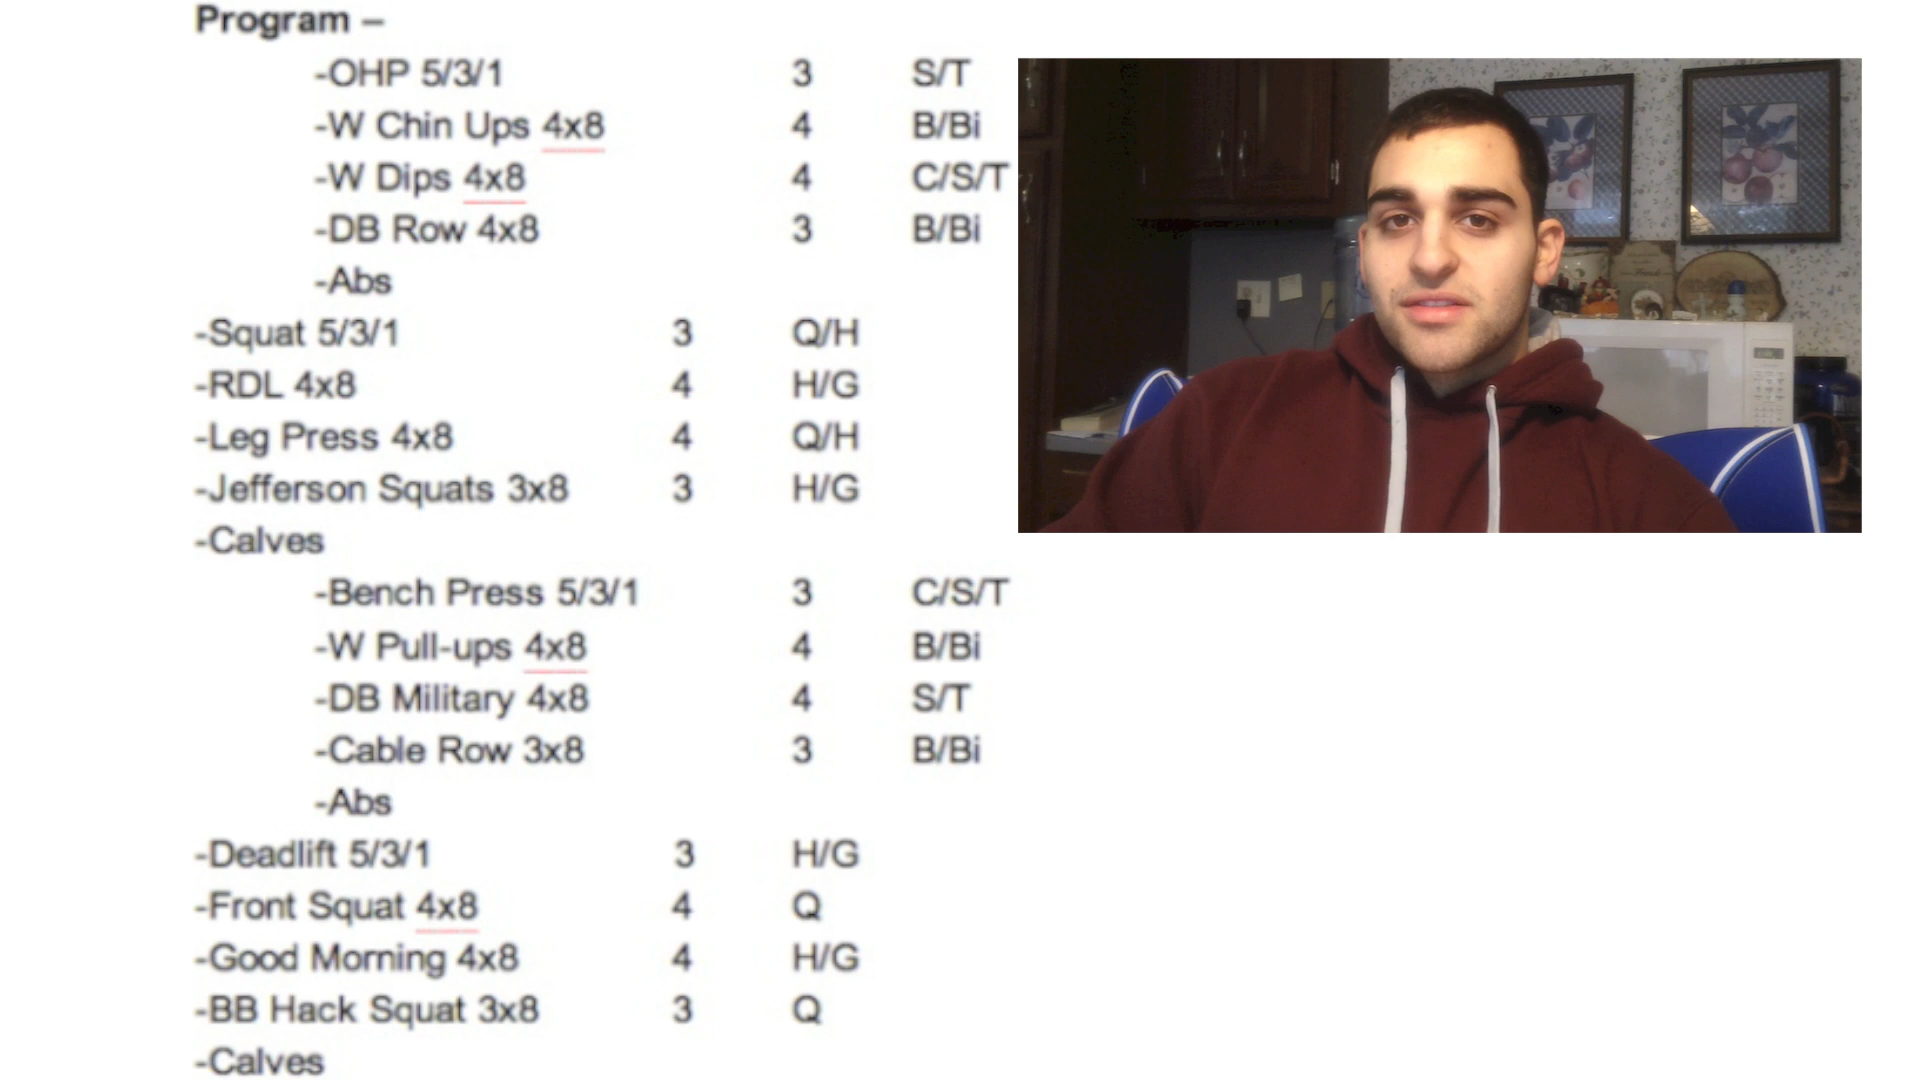 Program –
-OHP 5/3/1 3 S/T
-W Chin Ups 4x8 4 B/Bi
-W Dips 4x8 4 C/S/T
-DB Row 4x8 3 B/Bi
-Abs
-Squat 5/3/1 3 Q/H
-RDL 4x8 4 H/G
-Leg Press 4x8 4 Q/H
-Jefferson Squats 3x8 3 H/G
-Calves
-Bench Press 5/3/1 3 C/S/T
-W Pull-ups 4x8 4 B/Bi
-DB Military 4x8 4 S/T
-Cable Row 3x8 3 B/Bi
-Abs
-Deadlift 5/3/1 3 H/G
-Front Squat 4x8 4 Q
-Good Morning 4x8 4 H/G
-BB Hack Squat 3x8 3 Q
-Calves